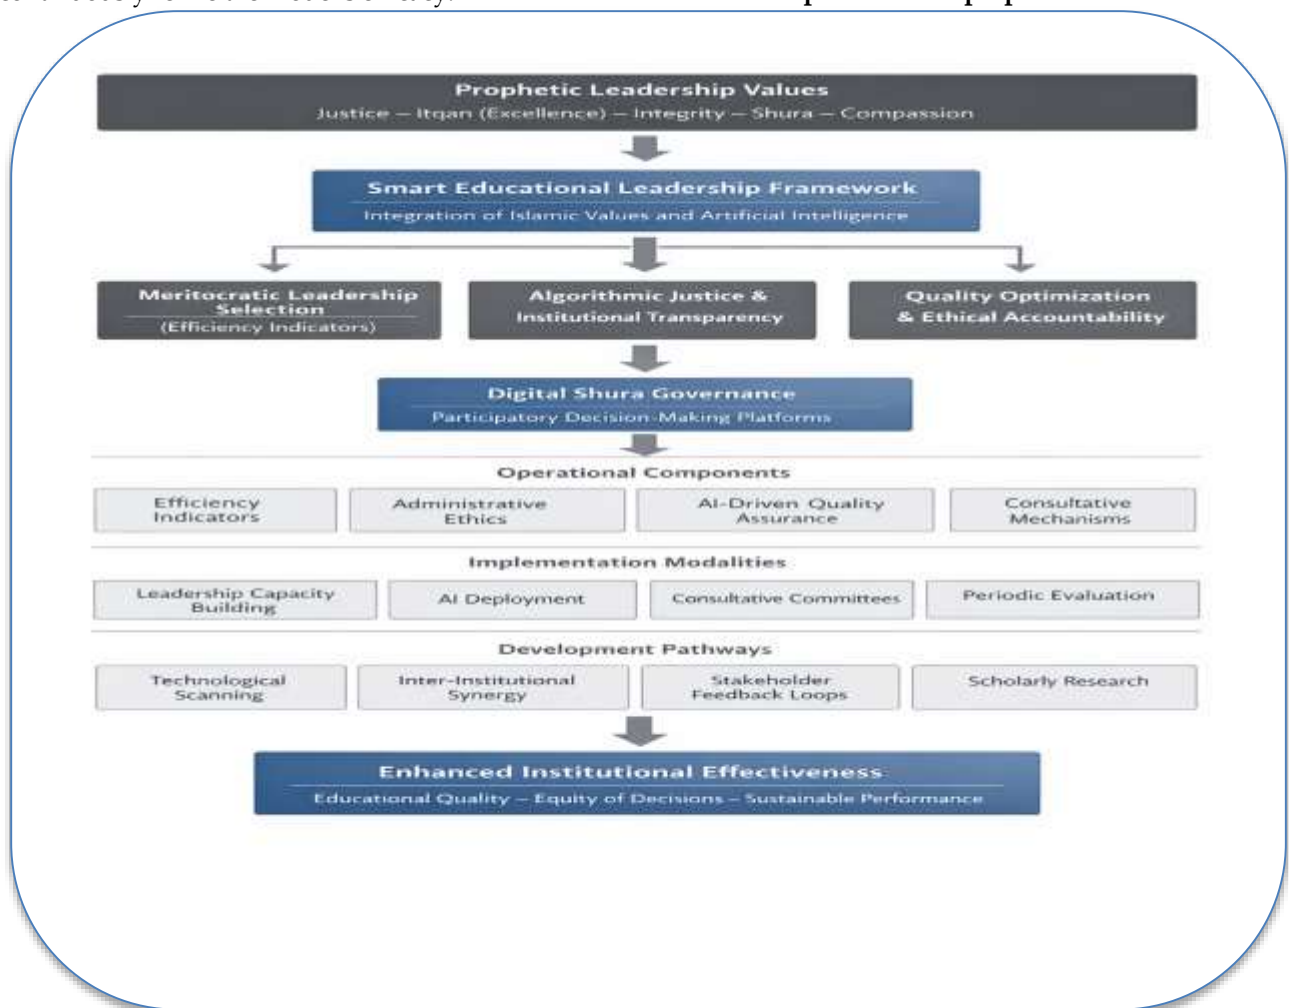 Prophetic Leadership Values
Justice – Itqan (Excellence) – Integrity – Shura – Compassion
Smart Educational Leadership Framework
Integration of Islamic Values and Artificial Intelligence
Meritocratic Leadership
Selection
(Efficiency Indicators)
Algorithmic Justice &
Institutional Transparency
Quality Optimization
& Ethical Accountability
Digital Shura Governance
Participatory Decision-Making Platforms
Operational Components
Efficiency
Indicators
Administrative
Ethics
AI-Driven Quality
Assurance
Consultative
Mechanisms
Implementation Modalities
Leadership Capacity
Building
AI Deployment
Consultative Committees
Periodic Evaluation
Development Pathways
Technological
Scanning
Inter-Institutional
Synergy
Stakeholder
Feedback Loops
Scholarly Research
Enhanced Institutional Effectiveness
Educational Quality – Equity of Decisions – Sustainable Performance